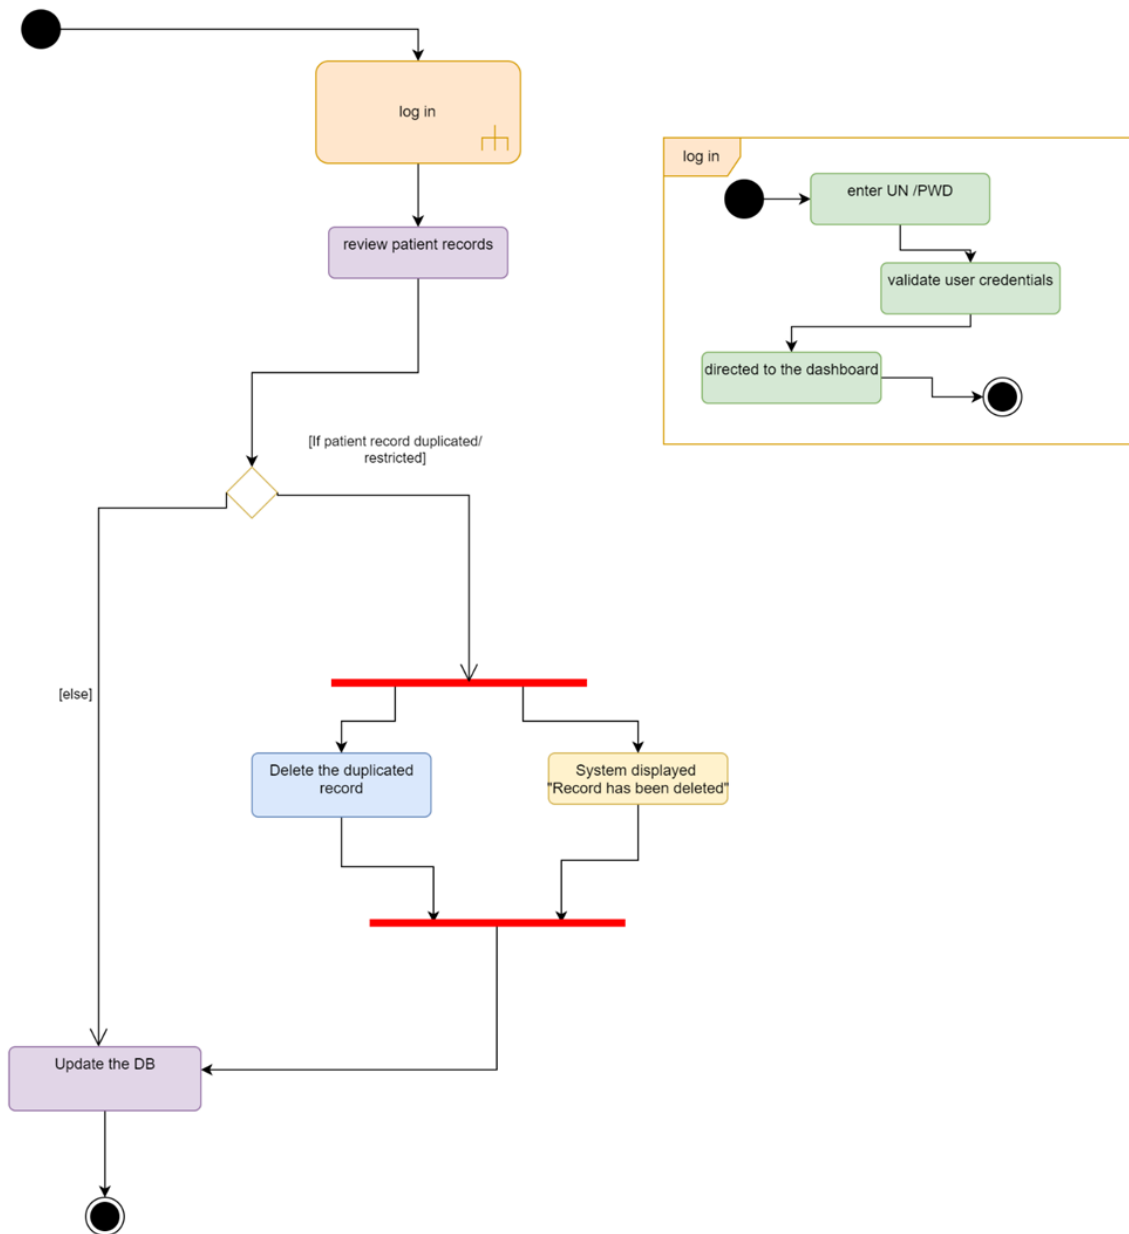 log in
log in
enter UN /PWD
review patient records
validate user credentials
directed to the dashboard
[If patient record duplicated/
restricted]
[else]
Delete the duplicated
record
System displayed
"Record has been deleted"
Update the DB